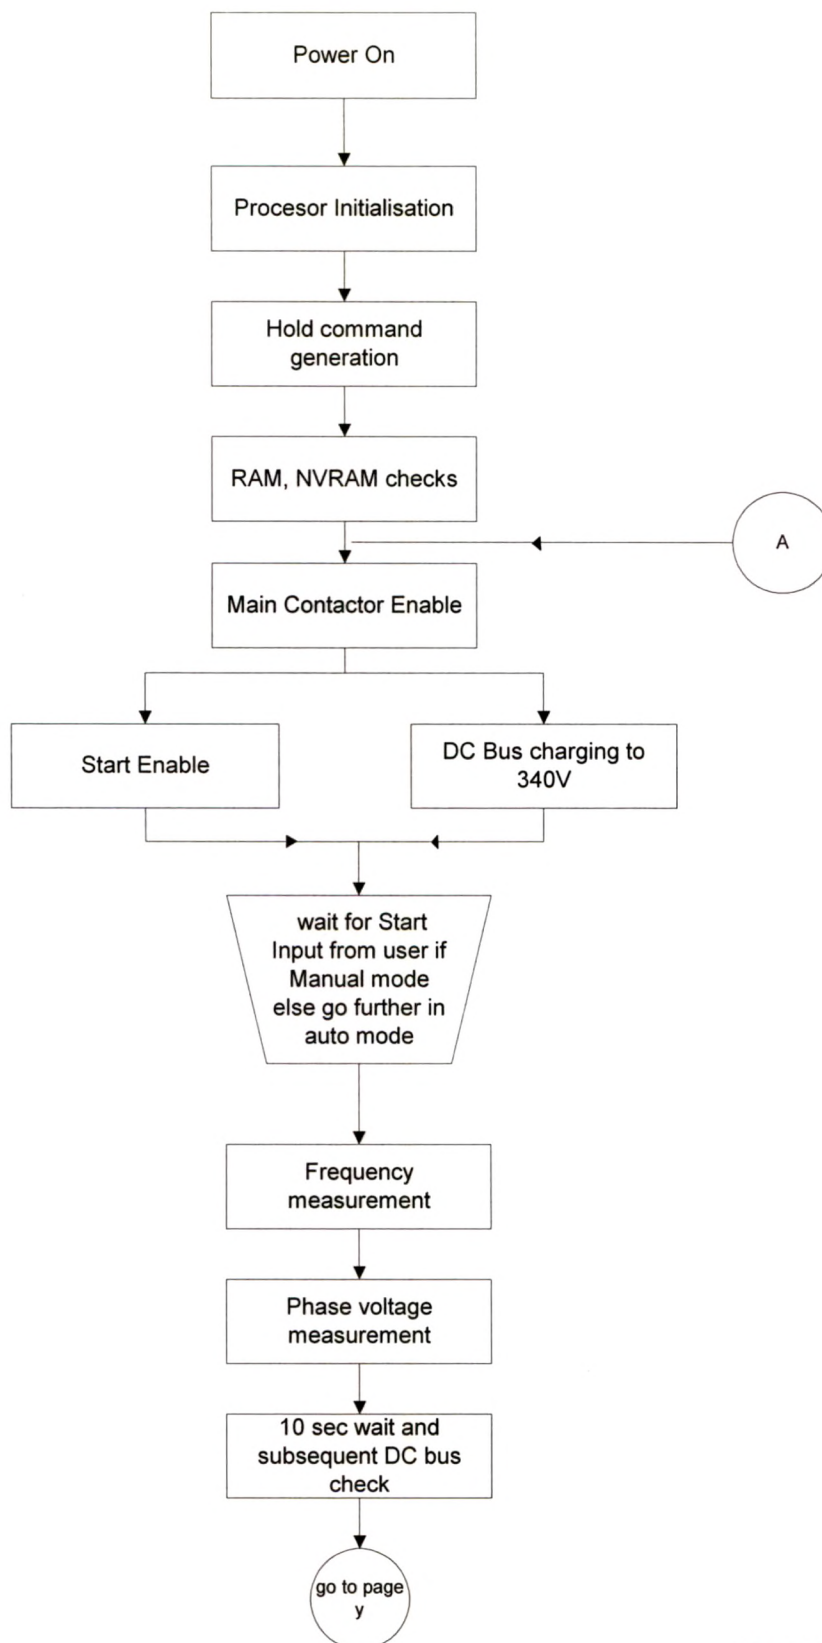 Power On
Procesor Initialisation
Hold command
generation
RAM, NVRAM checks
A
Main Contactor Enable
Start Enable
DC Bus charging to
340V
wait for Start
Input from user if
Manual mode
else go further in
auto mode
Frequency
measurement
Phase voltage
measurement
10 sec wait and
subsequent DC bus
check
go to page
y